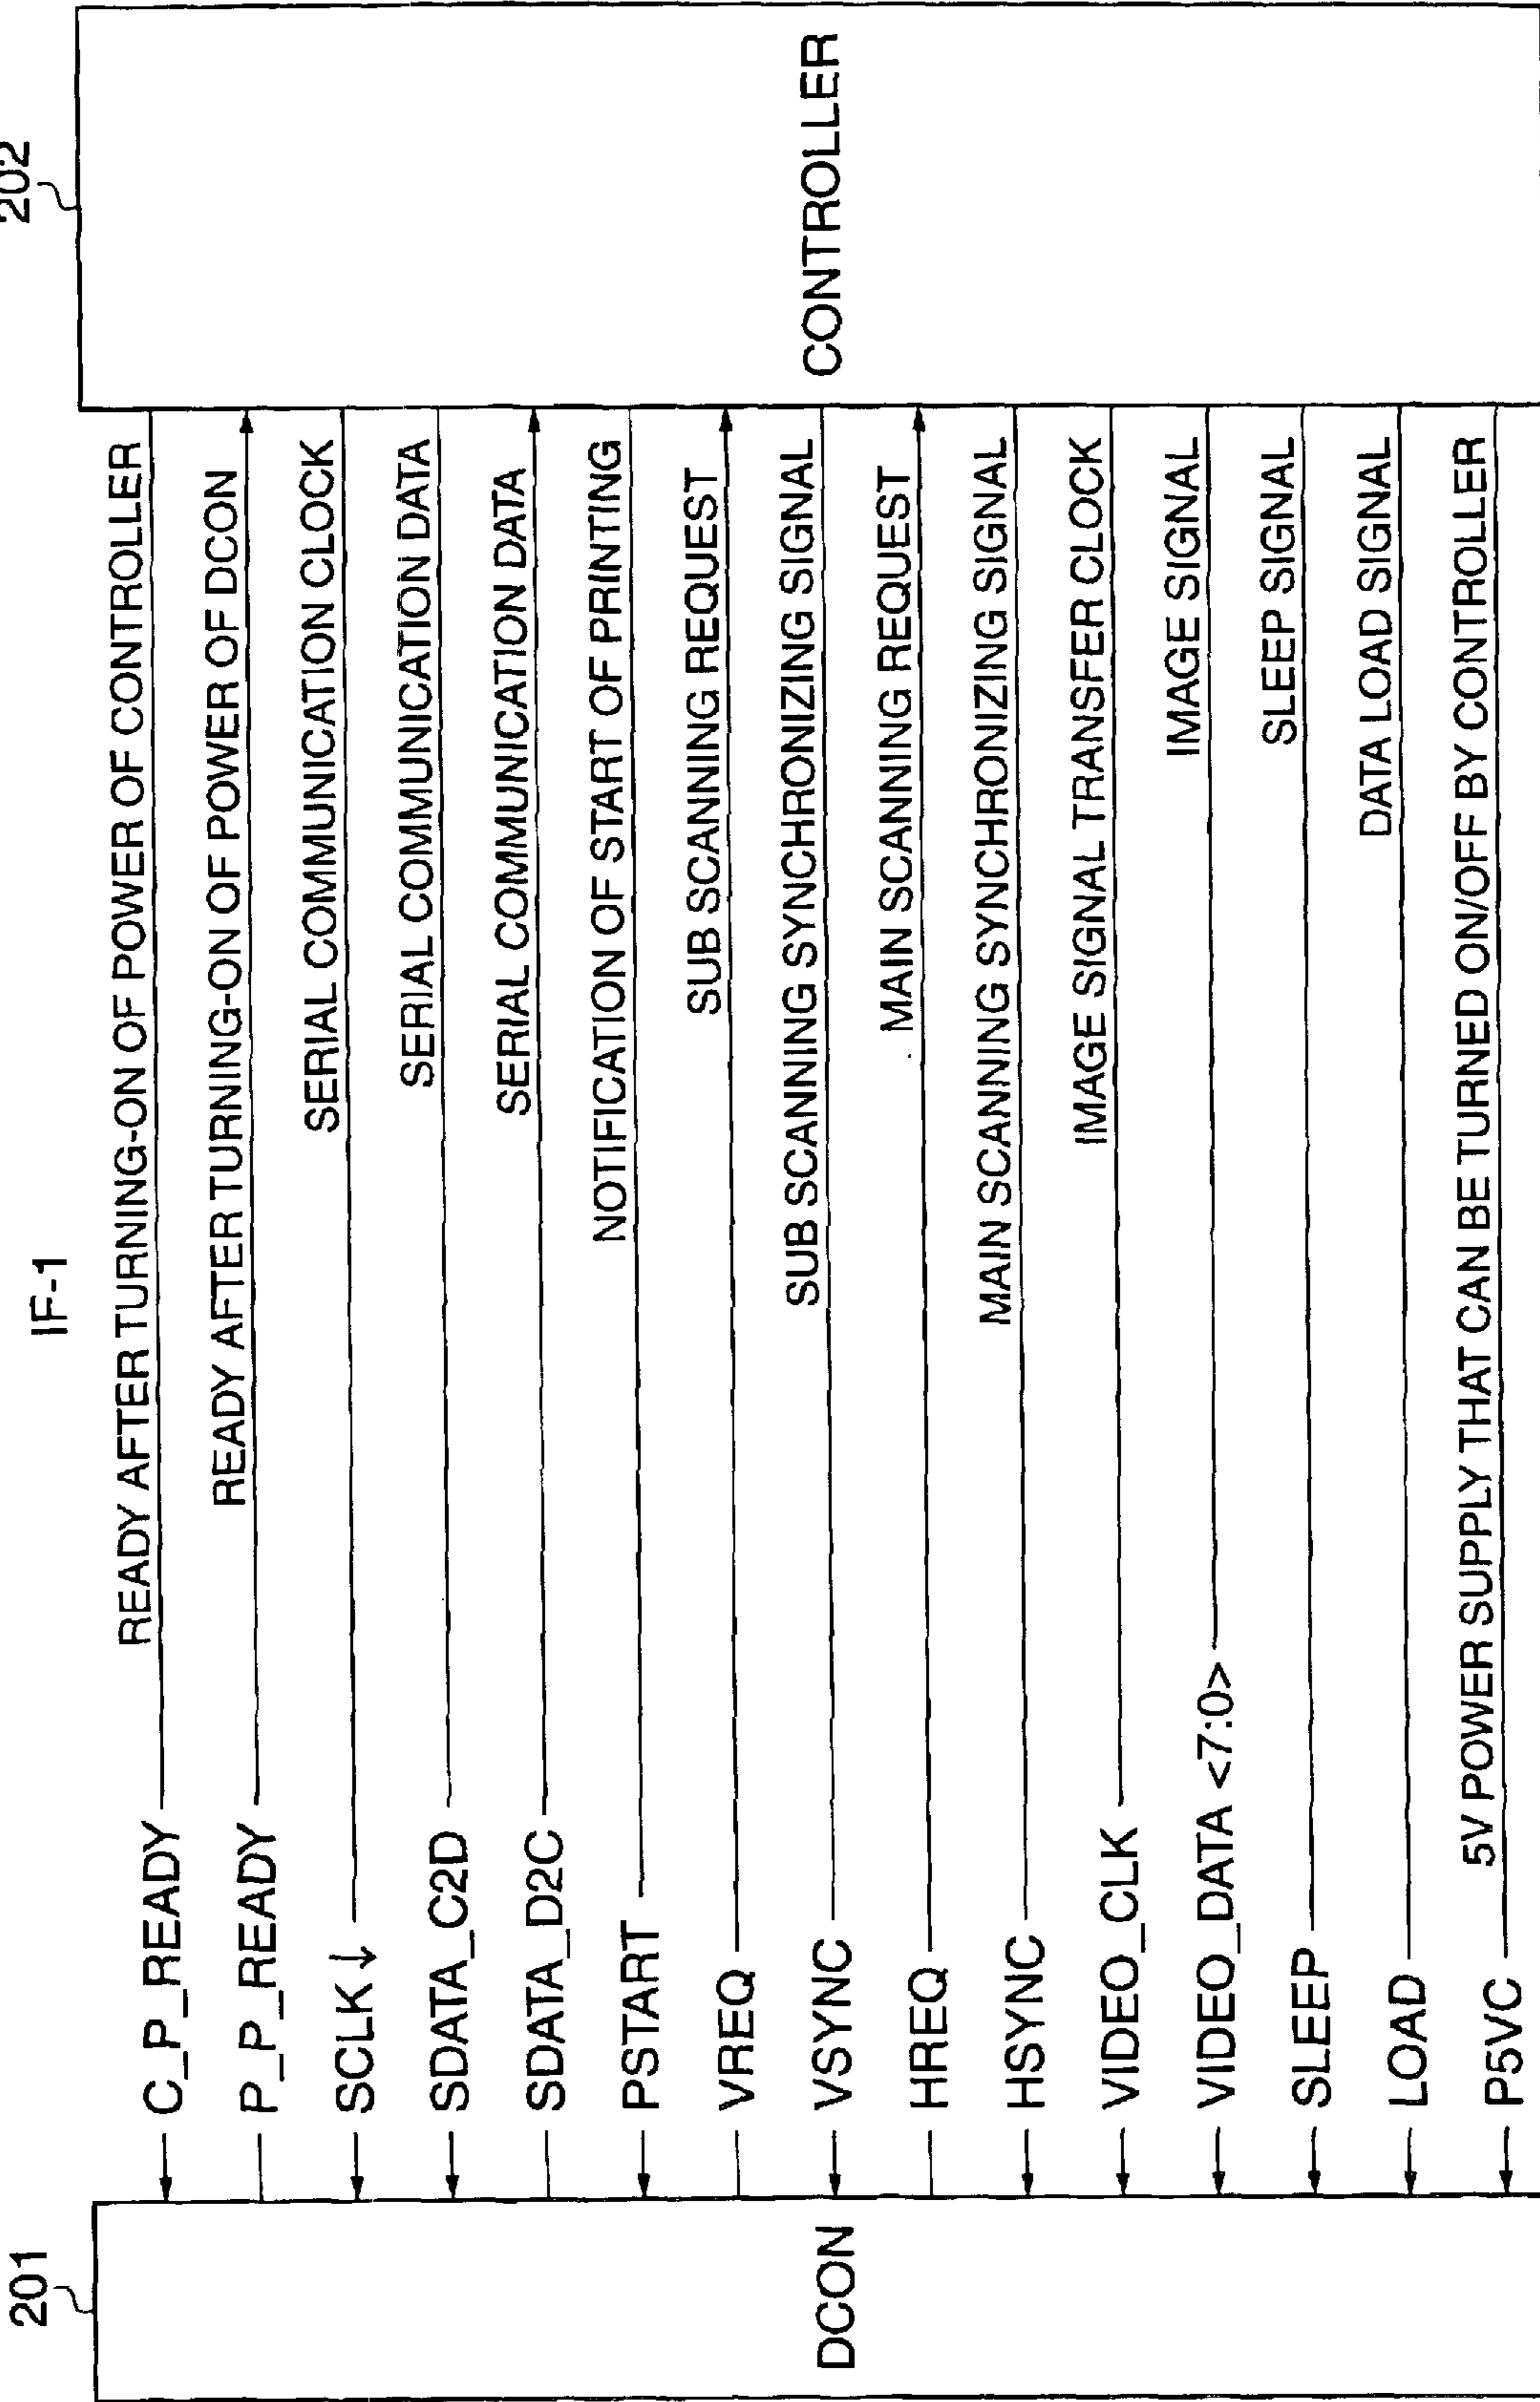 IF-1
201
202
DCON
CONTROLLER
C_P_READY READY AFTER TURNING-ON OF POWER OF CONTROLLER
P_P_READY READY AFTER TURNING-ON OF POWER OF DCON
SCLK↓ SERIAL COMMUNICATION CLOCK
SDATA_C2D SERIAL COMMUNICATION DATA
SDATA_D2C SERIAL COMMUNICATION DATA
PSTART NOTIFICATION OF START OF PRINTING
VREQ SUB SCANNING REQUEST
VSYNC SUB SCANNING SYNCHRONIZING SIGNAL
HREQ MAIN SCANNING REQUEST
HSYNC MAIN SCANNING SYNCHRONIZING SIGNAL
VIDEO_CLK IMAGE SIGNAL TRANSFER CLOCK
VIDEO_DATA <7:0> IMAGE SIGNAL
SLEEP SLEEP SIGNAL
LOAD DATA LOAD SIGNAL
P5VC 5V POWER SUPPLY THAT CAN BE TURNED ON/OFF BY CONTROLLER